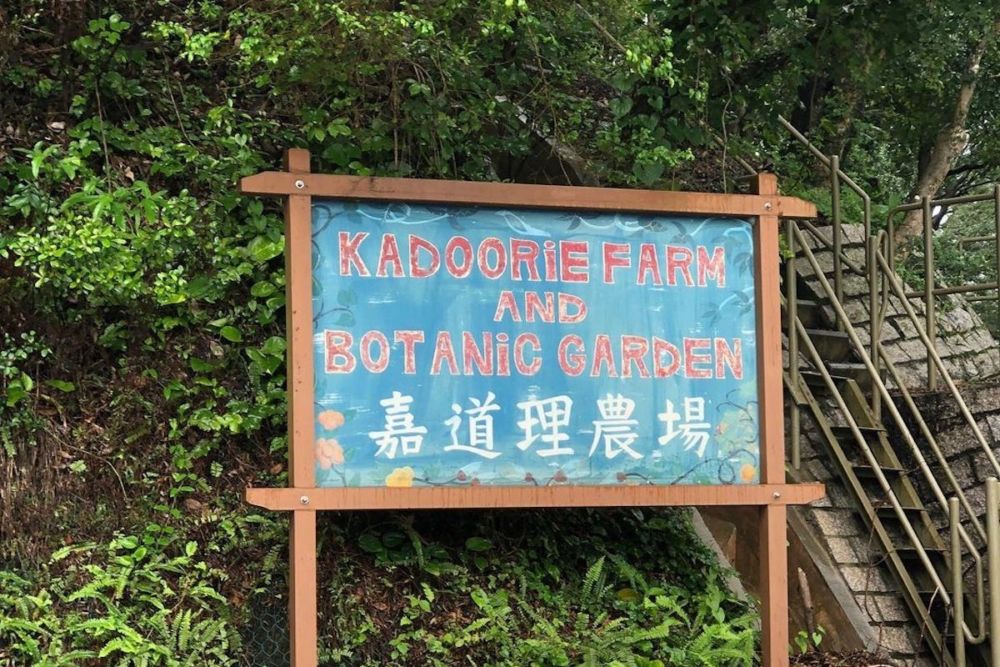 KADOORiE FARM
AND
BOTANiC GARDEN
嘉道理農場